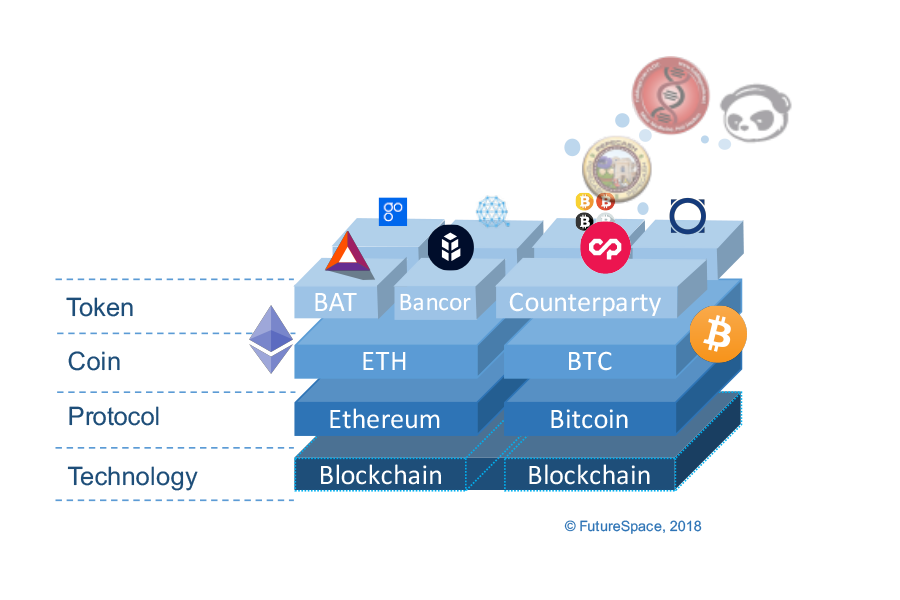 Token
BAT
Bancor
Counterparty
Coin
ETH
BTC
Protocol
Ethereum
Bitcoin
Technology
Blockchain
Blockchain
© FutureSpace, 2018